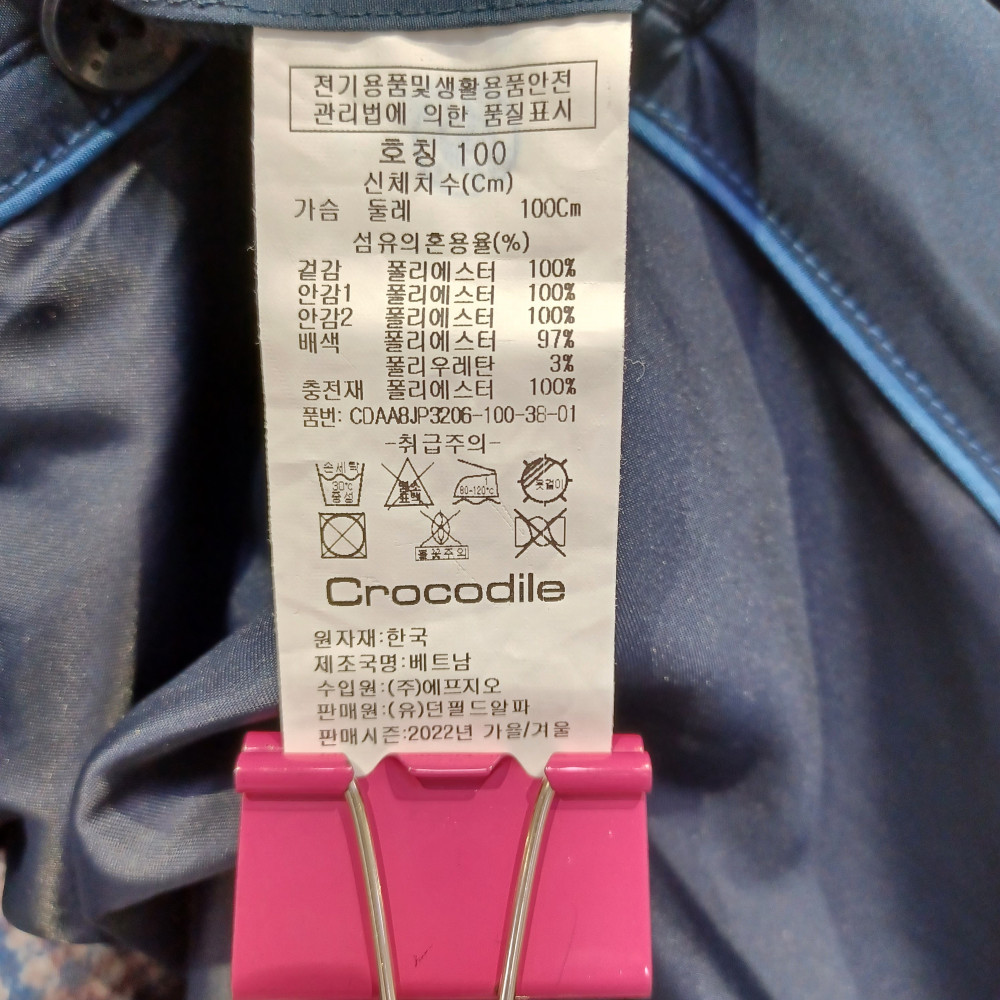 전기용품및생활용품안전
관리법에 의한 품질표시
호칭 100
신체치수(Cm)
가슴 둘레 100Cm
섬유의혼용율(%)
겉감 폴리에스터 100%
안감1 폴리에스터 100%
안감2 폴리에스터 100%
배색 폴리에스터 97%
폴리우레탄 3%
충전재 폴리에스터 100%
품번: CDAA8JP3206-100-38-01
-취급주의-
손세탁 30℃ 중성
염소 표백
80-120℃
옷걸이
불꽃주의
Crocodile
원자재:한국
제조국명:베트남
수입원:(주)에프지오
판매원:(유)던필드알파
판매시즌:2022년 가을/겨울